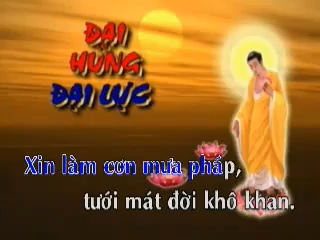 ĐẠI
HÙNG
ĐẠI LỰC
Xin làm cơn mưa pháp,
tưới mát đời khô khan.